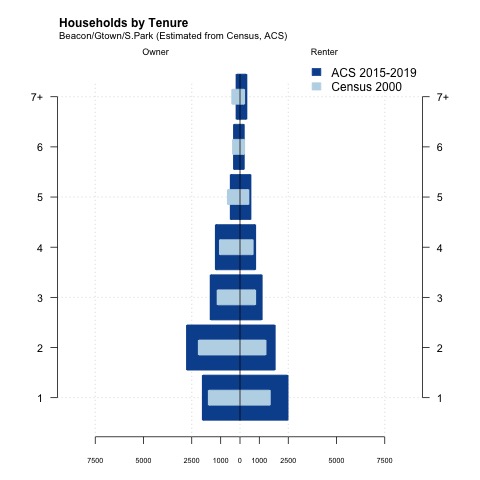 Households by Tenure
Beacon/Gtown/S.Park (Estimated from Census, ACS)
Owner
Renter
ACS 2015-2019
Census 2000
7+
7+
6
6
5
5
4
4
3
3
2
2
1
1
7500 5000 2500 1000 0 1000 2500 5000 7500